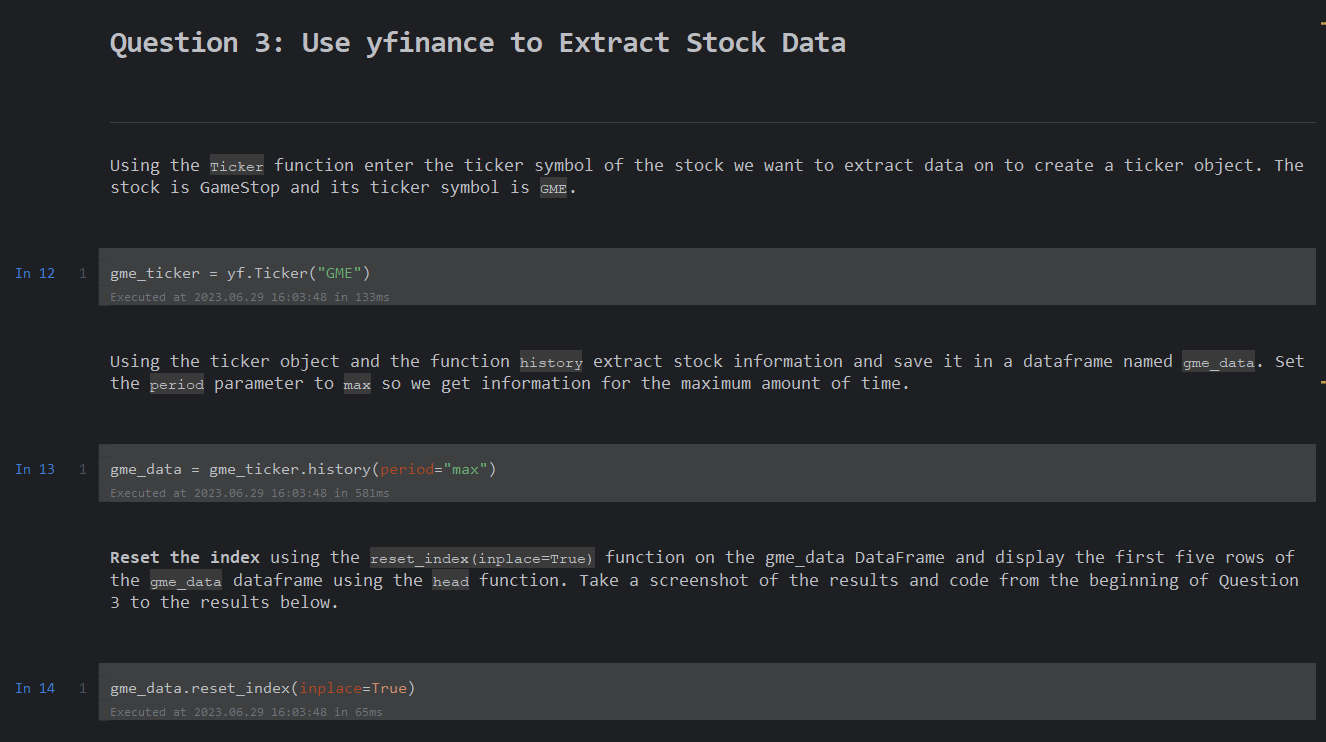 Question 3: Use yfinance to Extract Stock Data
Using the Ticker function enter the ticker symbol of the stock we want to extract data on to create a ticker object. The
stock is GameStop and its ticker symbol is GME.
In 12 1 gme_ticker = yf.Ticker("GME")
Executed at 2023.06.29 16:03:48 in 133ms
Using the ticker object and the function history extract stock information and save it in a dataframe named gme_data. Set
the period parameter to max so we get information for the maximum amount of time.
In 13 1 gme_data = gme_ticker.history(period="max")
Executed at 2023.06.29 16:03:48 in 581ms
Reset the index using the reset_index(inplace=True) function on the gme_data DataFrame and display the first five rows of
the gme_data dataframe using the head function. Take a screenshot of the results and code from the beginning of Question
3 to the results below.
In 14 1 gme_data.reset_index(inplace=True)
Executed at 2023.06.29 16:03:48 in 65ms